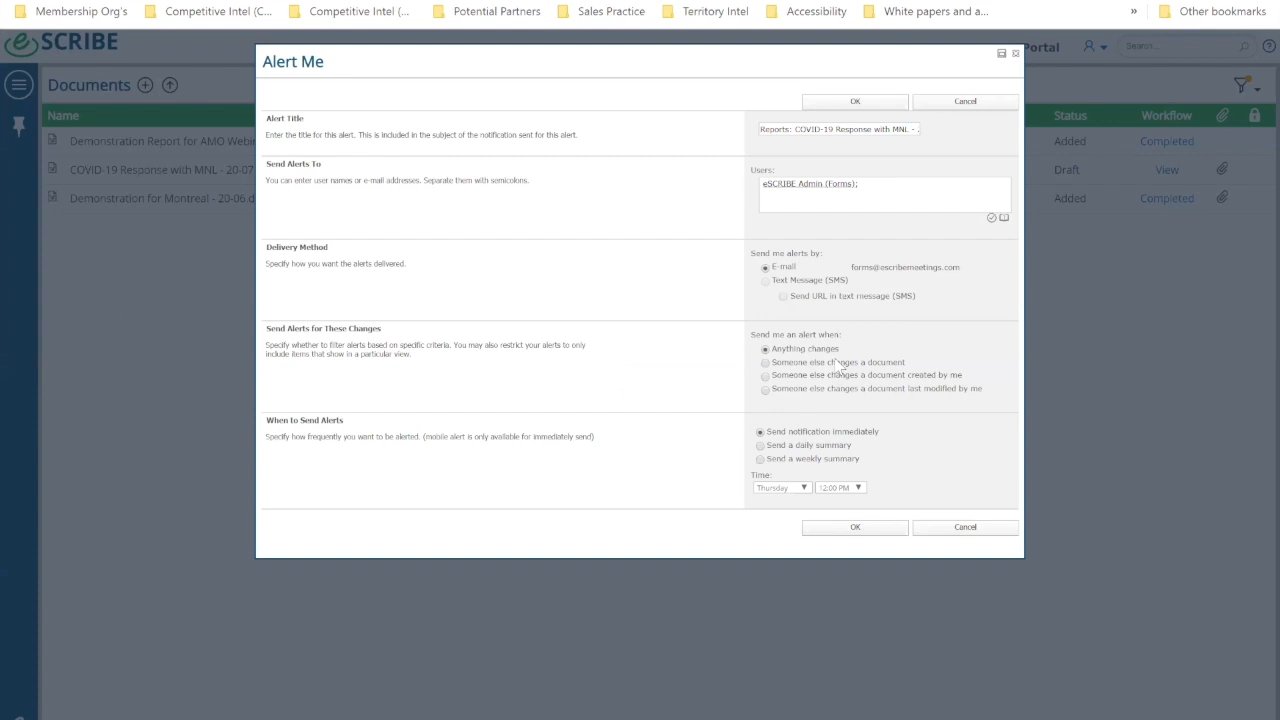 Membership Org's Competitive Intel (C... Competitive Intel (... Potential Partners Sales Practice Territory Intel Accessibility White papers and a... » Other bookmarks
eSCRIBE Portal Search...
Alert Me
Documents
OK Cancel
Name Status Workflow
Alert Title
Enter the title for this alert. This is included in the subject of the notification sent for this alert.
Reports: COVID-19 Response with MNL - .
Demonstration Report for AMO Webi Added Completed
Send Alerts To
You can enter user names or e-mail addresses. Separate them with semicolons.
Users:
eSCRIBE Admin (Forms);
COVID-19 Response with MNL - 20-07 Draft View
Demonstration for Montreal - 20-06.d Added Completed
Delivery Method
Specify how you want the alerts delivered.
Send me alerts by:
E-mail forms@escribemeetings.com
Text Message (SMS)
Send URL in text message (SMS)
Send Alerts for These Changes
Specify whether to filter alerts based on specific criteria. You may also restrict your alerts to only
include items that show in a particular view.
Send me an alert when:
Anything changes
Someone else changes a document
Someone else changes a document created by me
Someone else changes a document last modified by me
When to Send Alerts
Specify how frequently you want to be alerted. (mobile alert is only available for immediately send)
Send notification immediately
Send a daily summary
Send a weekly summary
Time:
Thursday 12:00 PM
OK Cancel